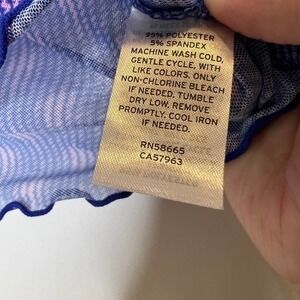 95% POLYESTER
5% SPANDEX
MACHINE WASH COLD,
GENTLE CYCLE, WITH
LIKE COLORS. ONLY
NON-CHLORINE BLEACH
IF NEEDED. TUMBLE
DRY LOW. REMOVE
PROMPTLY. COOL IRON
IF NEEDED.
RN58665
CA57963